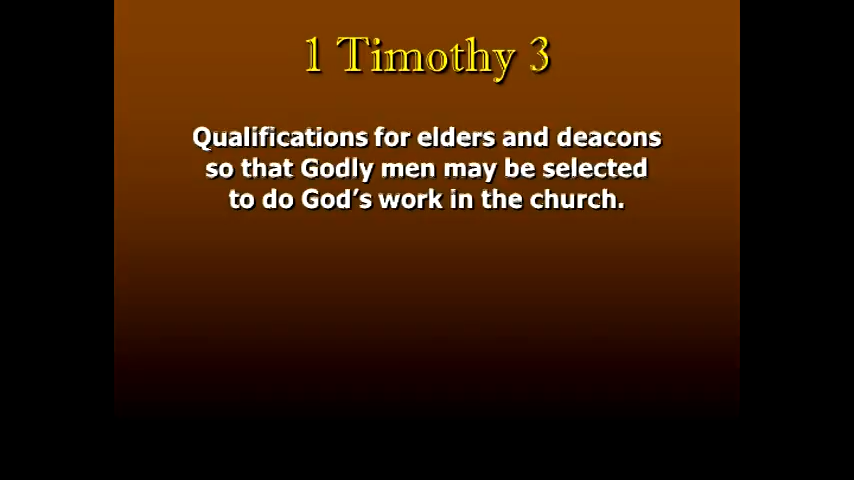 1 Timothy 3
Qualifications for elders and deacons
so that Godly men may be selected
to do God’s work in the church.